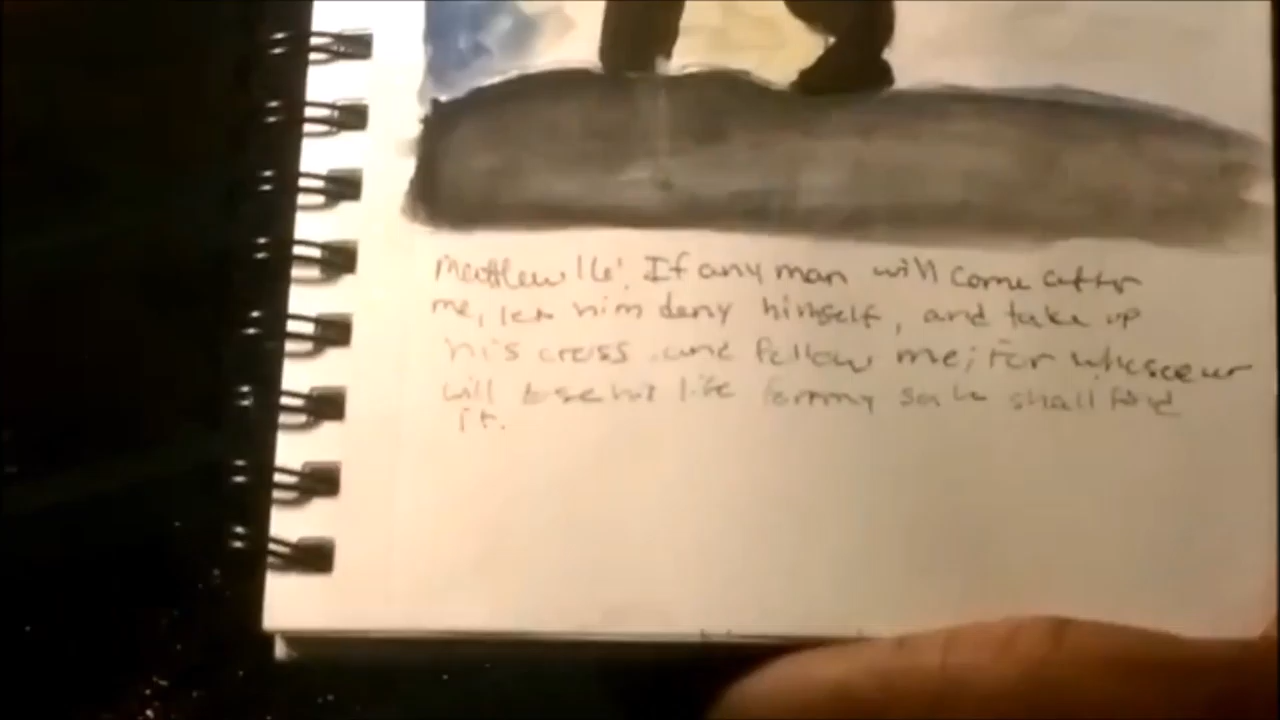 Matthew 16: If any man will come after
me, let him deny himself, and take up
his cross and follow me; for whosoever
will lose his life for my sake shall find
it.